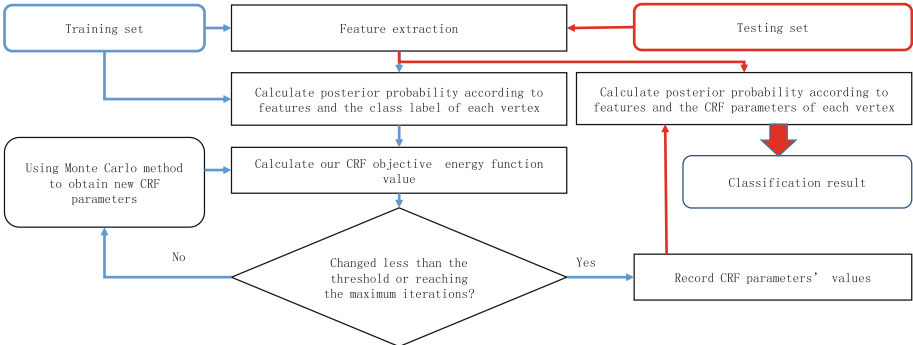 Training set
Feature extraction
Testing set
Calculate posterior probability according to
features and the class label of each vertex
Calculate posterior probability according to
features and the CRF parameters of each vertex
Using Monte Carlo method
to obtain new CRF
parameters
Calculate our CRF objective energy function
value
Classification result
No
Changed less than the
threshold or reaching
the maximum iterations?
Yes
Record CRF parameters’ values